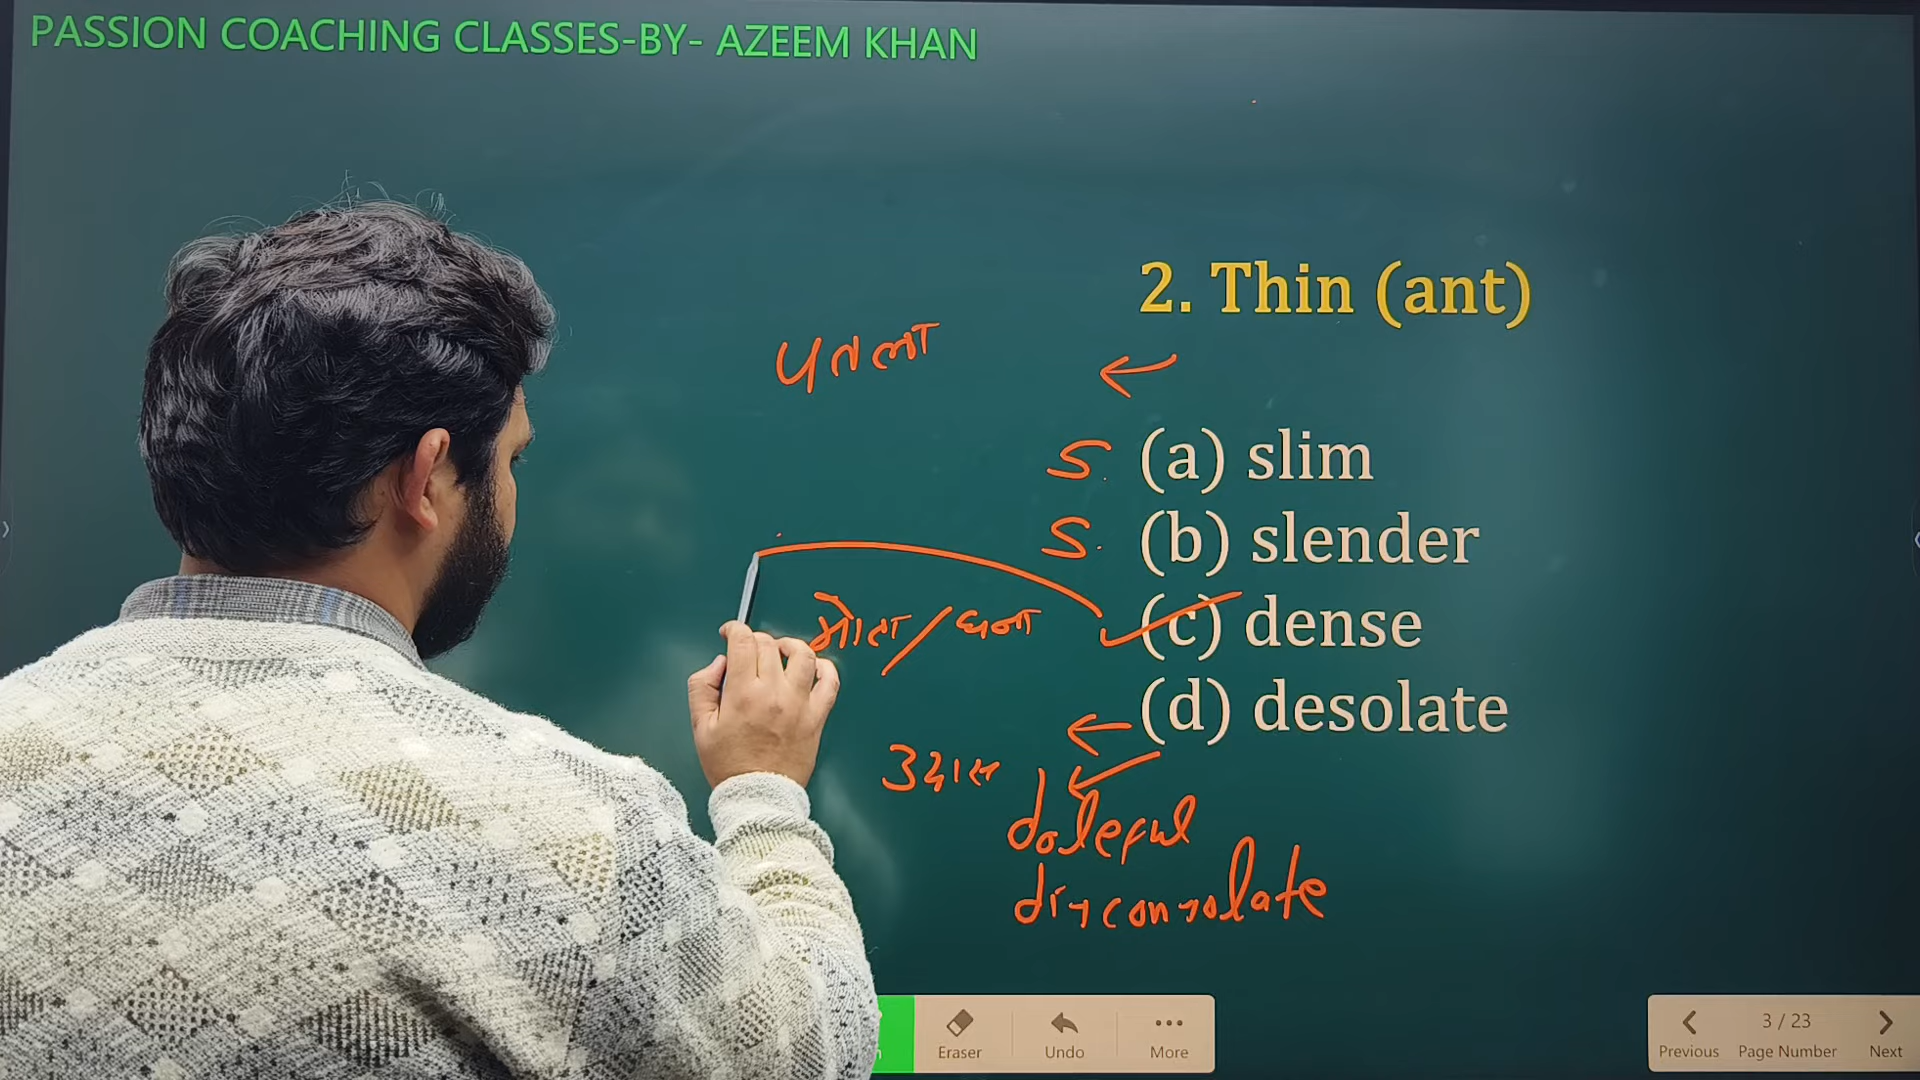 PASSION COACHING CLASSES-BY- AZEEM KHAN
2. Thin (ant)
पतला
S. (a) slim
S. (b) slender
मोटा/घना (c) dense
(d) desolate
उदास
doleful
disconsolate
Eraser Undo More
3 / 23
Previous Page Number Next